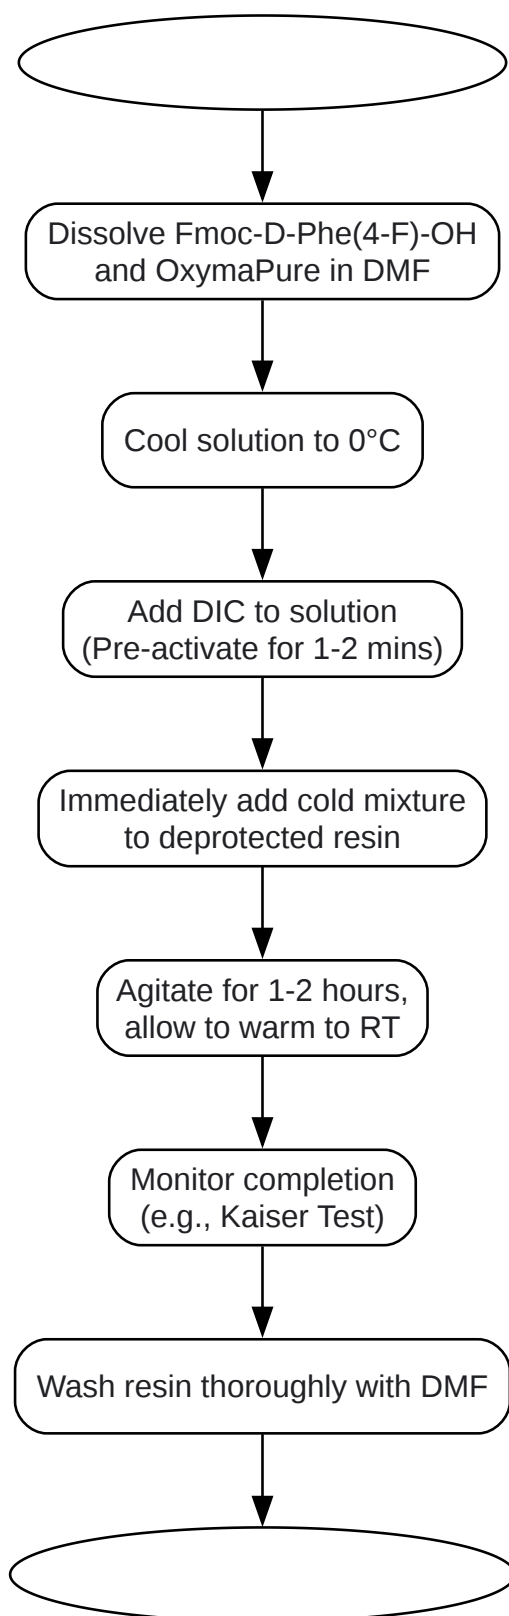 Dissolve Fmoc-D-Phe(4-F)-OH
and OxymaPure in DMF
Cool solution to 0°C
Add DIC to solution
(Pre-activate for 1-2 mins)
Immediately add cold mixture
to deprotected resin
Agitate for 1-2 hours,
allow to warm to RT
Monitor completion
(e.g., Kaiser Test)
Wash resin thoroughly with DMF